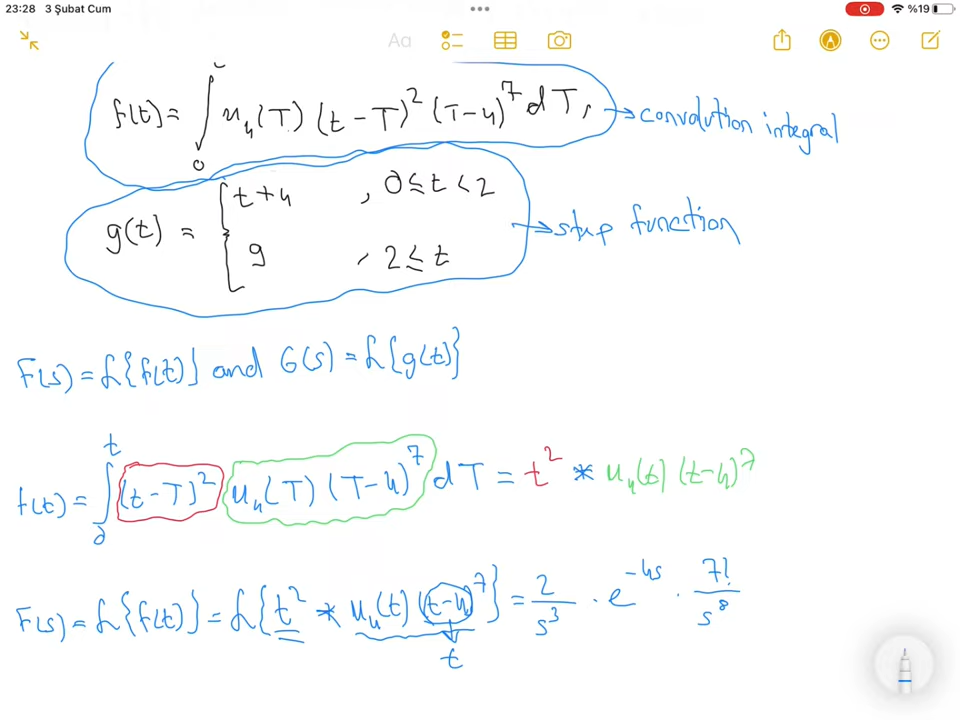 23:28 3 Şubat Cum %19
Aa
f(t) = ∫₀ u₄(T) (t-T)² (T-4)⁷ dT, → convolution integral
g(t) = { t+4 , 0≤t<2
9 , 2≤t → step function
F(s) = ℒ{f(t)} and G(s) = ℒ{g(t)}
f(t) = ∫₀ᵗ (t-T)² u₄(T) (T-4)⁷ dT = t² * u₄(t) (t-4)⁷
F(s) = ℒ{f(t)} = ℒ{t² * u₄(t) (t-4)⁷} = 2/s³ · e^(-4s) · 7!/s⁸
t